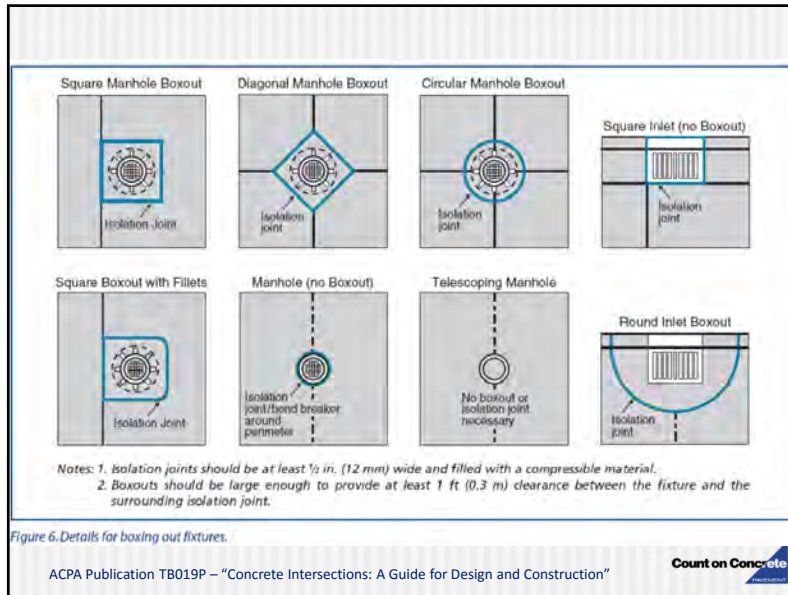 Square Manhole Boxout
Diagonal Manhole Boxout
Circular Manhole Boxout
Square Inlet (no Boxout)
Isolation Joint
Isolation
joint
Isolation
joint
Isolation
joint
Square Boxout with Fillets
Manhole (no Boxout)
Telescoping Manhole
Round Inlet Boxout
Isolation Joint
Isolation
joint/bond breaker
around
perimeter
No boxout or
isolation joint
necessary
Isolation
joint
Notes: 1. Isolation joints should be at least ½ in. (12 mm) wide and filled with a compressible material.
2. Boxouts should be large enough to provide at least 1 ft (0.3 m) clearance between the fixture and the
surrounding isolation joint.
Figure 6. Details for boxing out fixtures.
ACPA Publication TB019P – “Concrete Intersections: A Guide for Design and Construction”
Count on Concrete
PAVEMENT